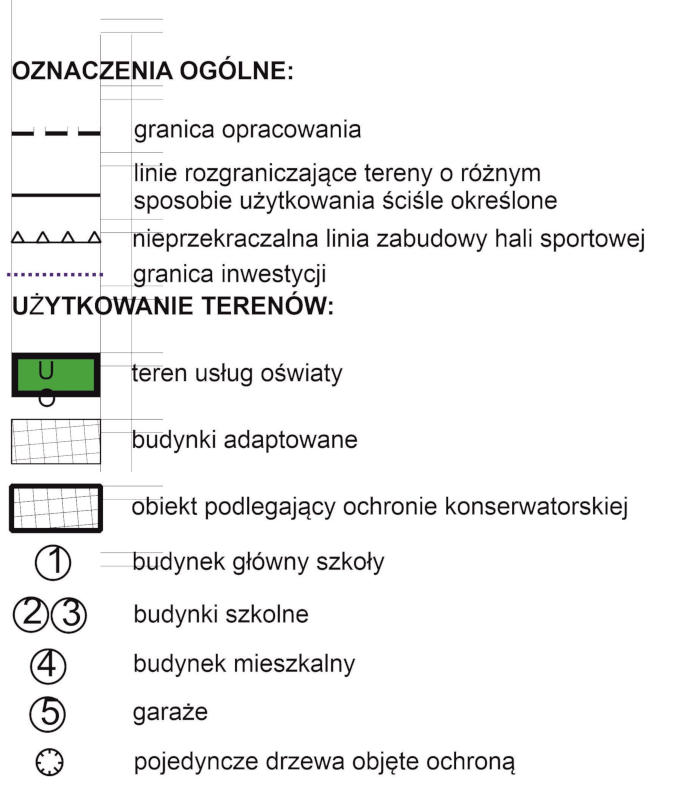 OZNACZENIA OGÓLNE:
granica opracowania
linie rozgraniczające tereny o różnym
sposobie użytkowania ściśle określone
nieprzekraczalna linia zabudowy hali sportowej
granica inwestycji
UŻYTKOWANIE TERENÓW:
U
O
teren usług oświaty
budynki adaptowane
obiekt podlegający ochronie konserwatorskiej
1 budynek główny szkoły
2 3 budynki szkolne
4 budynek mieszkalny
5 garaże
pojedyncze drzewa objęte ochroną